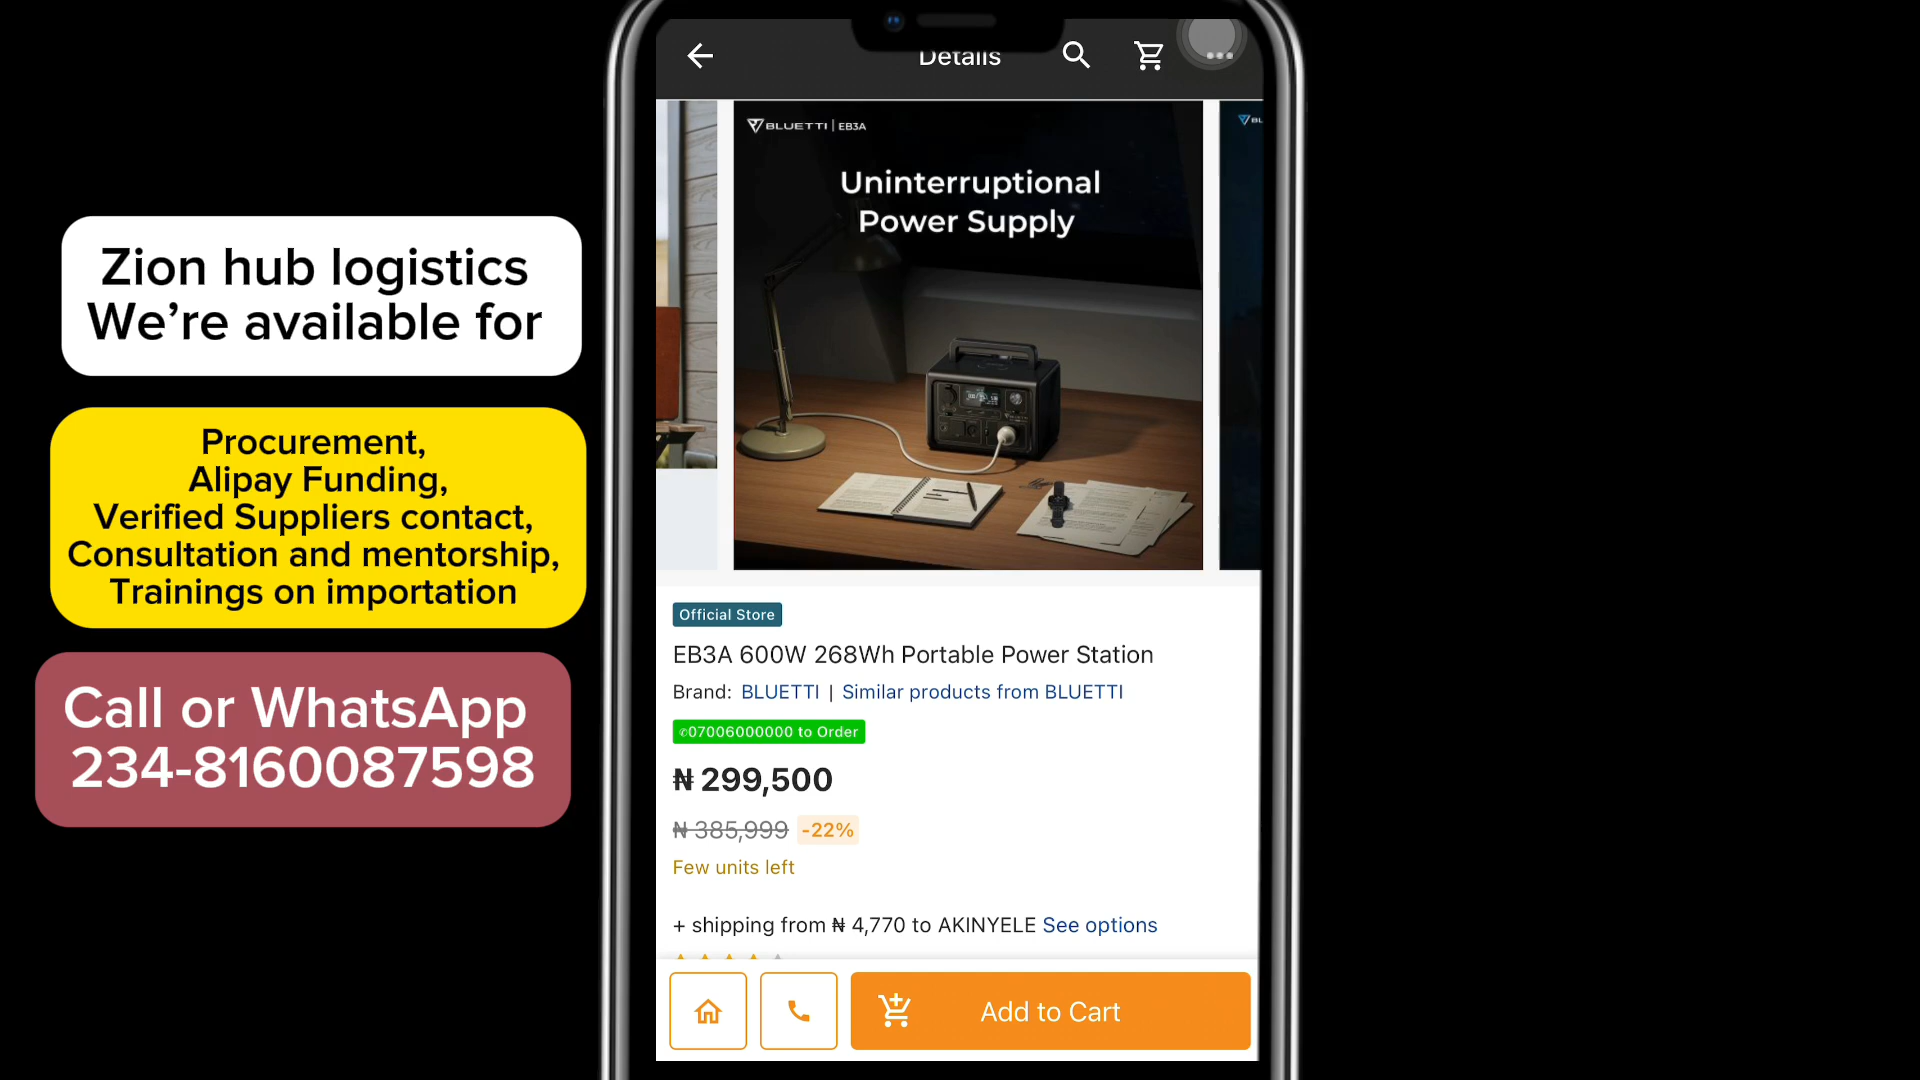 Zion hub logistics
We’re available for
Procurement,
Alipay Funding,
Verified Suppliers contact,
Consultation and mentorship,
Trainings on importation
Call or WhatsApp
234-8160087598
Details
BLUETTI | EB3A
Uninterruptional
Power Supply
Official Store
EB3A 600W 268Wh Portable Power Station
Brand: BLUETTI | Similar products from BLUETTI
✆07006000000 to Order
₦ 299,500
₦ 385,999 -22%
Few units left
+ shipping from ₦ 4,770 to AKINYELE See options
Add to Cart